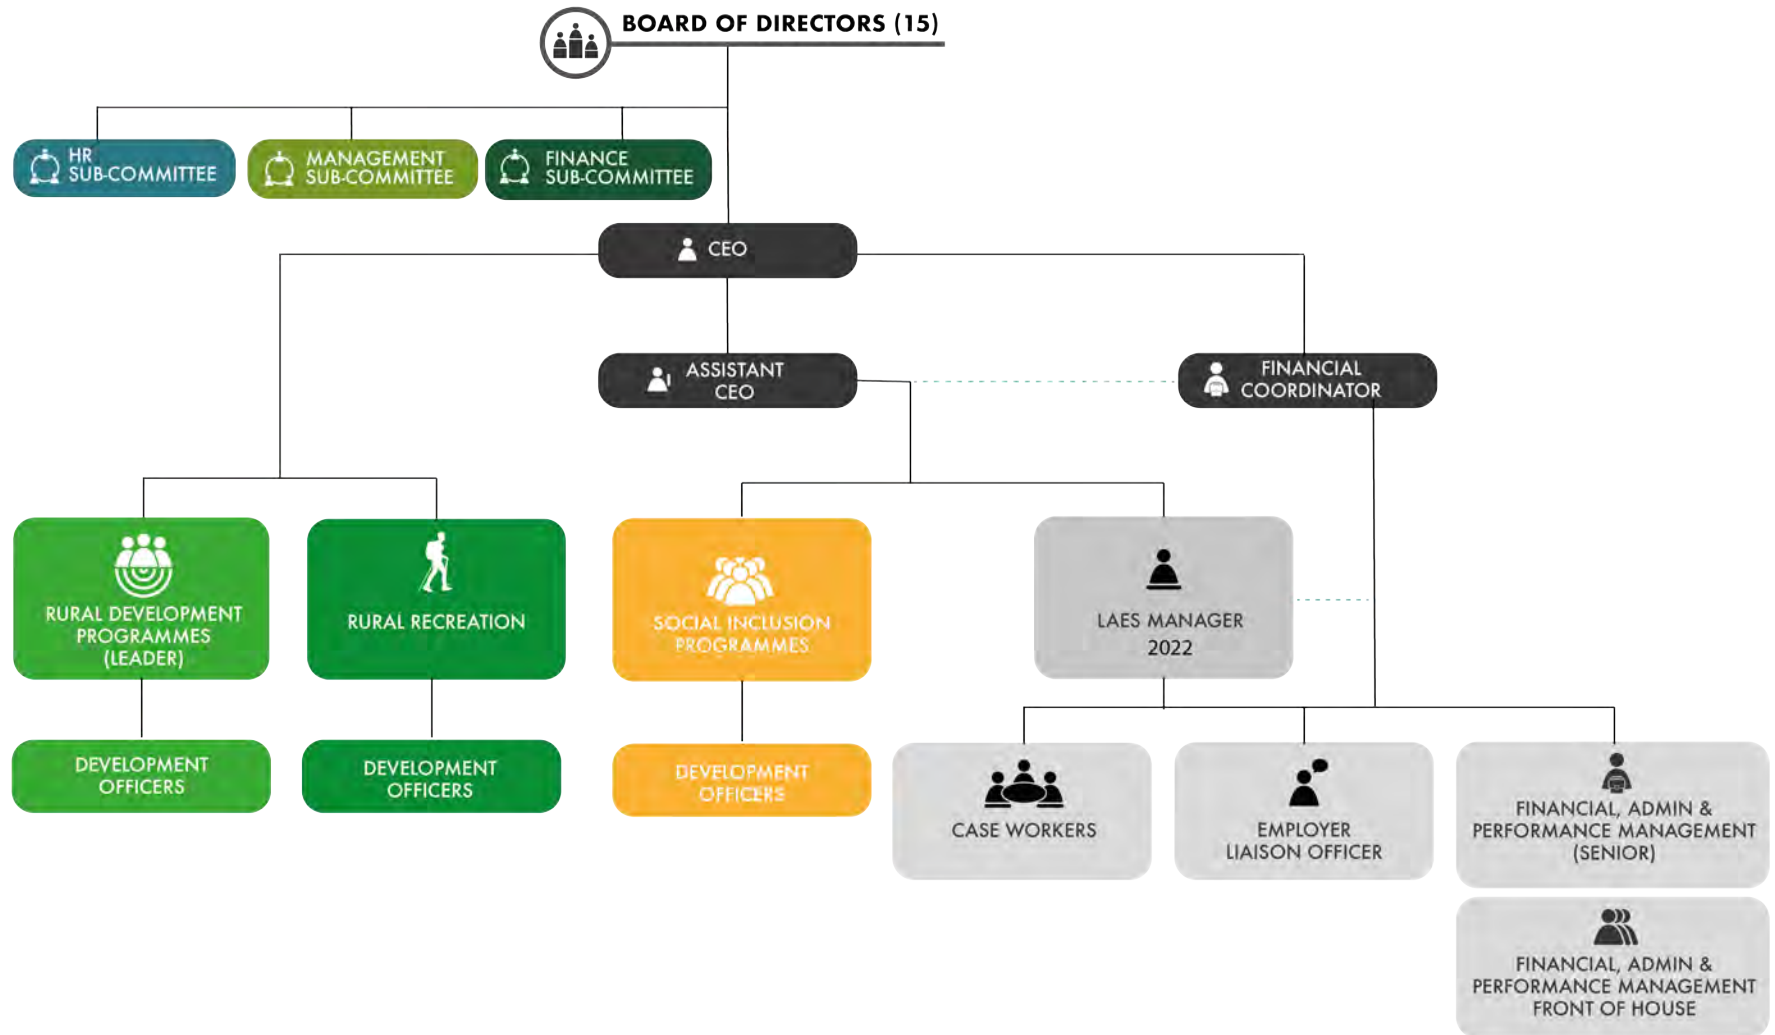 BOARD OF DIRECTORS (15)
HR
SUB-COMMITTEE
MANAGEMENT
SUB-COMMITTEE
FINANCE
SUB-COMMITTEE
CEO
ASSISTANT
CEO
FINANCIAL
COORDINATOR
RURAL DEVELOPMENT
PROGRAMMES
(LEADER)
RURAL RECREATION
SOCIAL INCLUSION
PROGRAMMES
LAES MANAGER
2022
DEVELOPMENT
OFFICERS
DEVELOPMENT
OFFICERS
DEVELOPMENT
OFFICERS
CASE WORKERS
EMPLOYER
LIAISON OFFICER
FINANCIAL, ADMIN &
PERFORMANCE MANAGEMENT
(SENIOR)
FINANCIAL, ADMIN &
PERFORMANCE MANAGEMENT
FRONT OF HOUSE